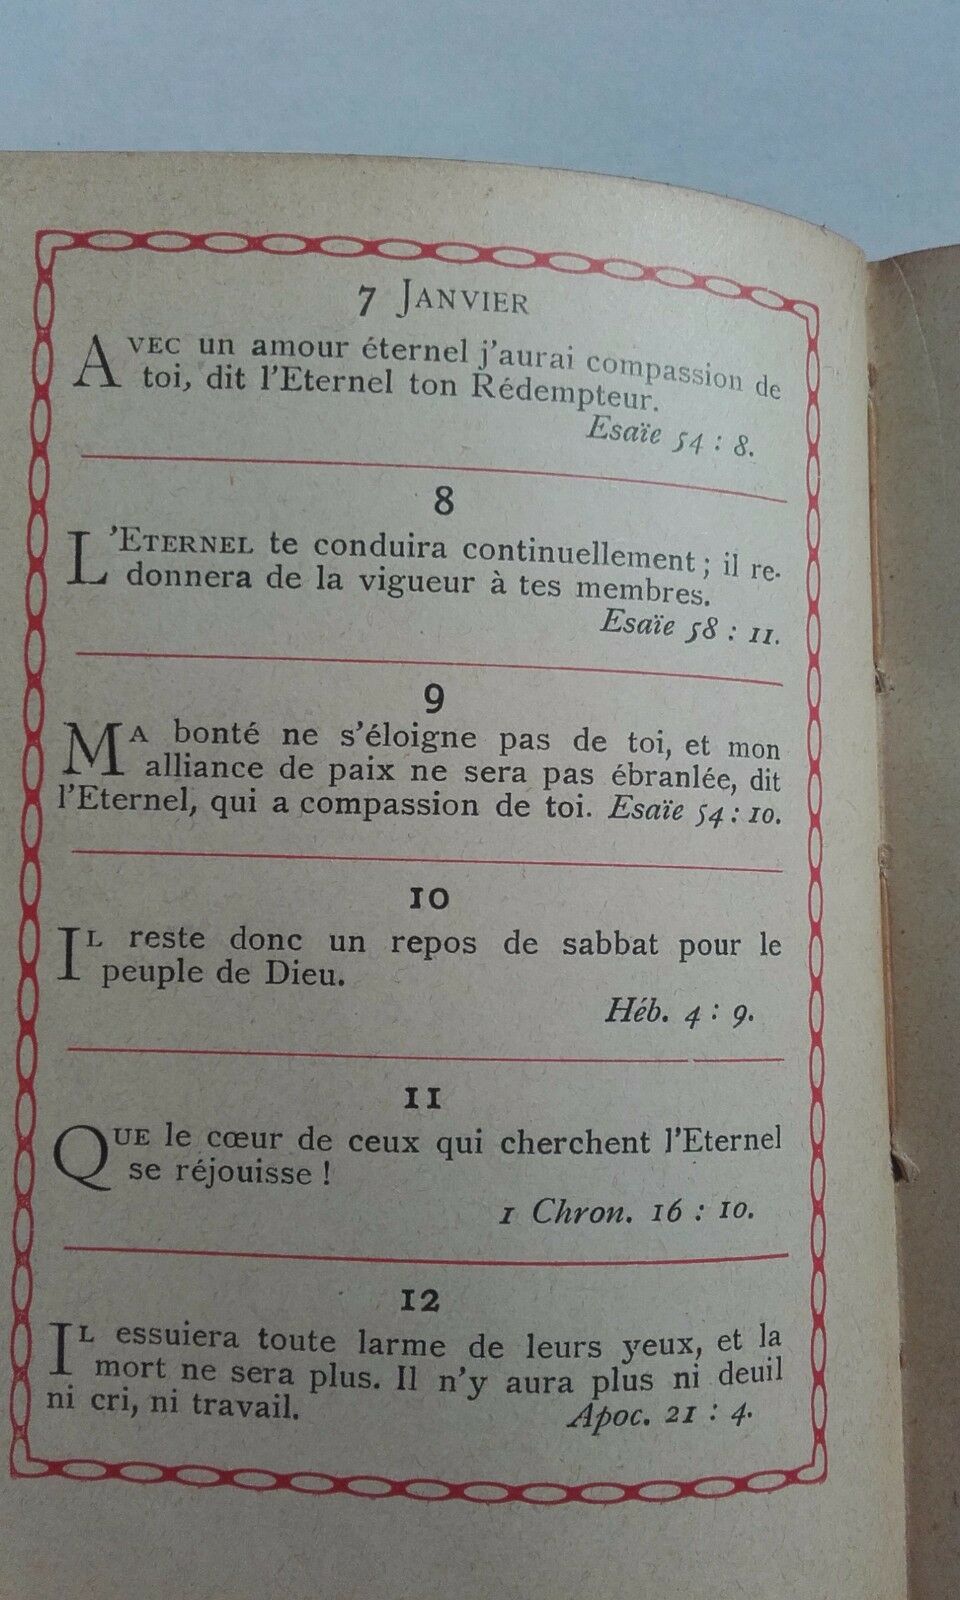 7 JANVIER
AVEC un amour éternel j'aurai compassion de
toi, dit l'Eternel ton Rédempteur.
Esaïe 54 : 8.
8
L'ETERNEL te conduira continuellement ; il re-
donnera de la vigueur à tes membres.
Esaïe 58 : 11.
9
MA bonté ne s'éloigne pas de toi, et mon
alliance de paix ne sera pas ébranlée, dit
l'Eternel, qui a compassion de toi. Esaïe 54 : 10.
10
IL reste donc un repos de sabbat pour le
peuple de Dieu.
Héb. 4 : 9.
11
QUE le cœur de ceux qui cherchent l'Eternel
se réjouisse !
1 Chron. 16 : 10.
12
IL essuiera toute larme de leurs yeux, et la
mort ne sera plus. Il n'y aura plus ni deuil
ni cri, ni travail. Apoc. 21 : 4.